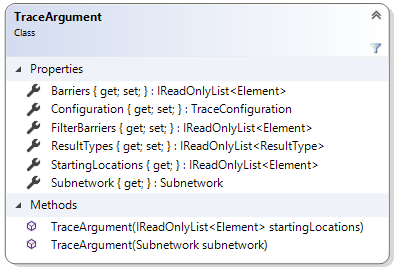 TraceArgument
Class
Properties
Barriers { get; set; } : IReadOnlyList<Element>
Configuration { get; set; } : TraceConfiguration
FilterBarriers { get; set; } : IReadOnlyList<Element>
ResultTypes { get; set; } : IReadOnlyList<ResultType>
StartingLocations { get; } : IReadOnlyList<Element>
Subnetwork { get; } : Subnetwork
Methods
TraceArgument(IReadOnlyList<Element> startingLocations)
TraceArgument(Subnetwork subnetwork)